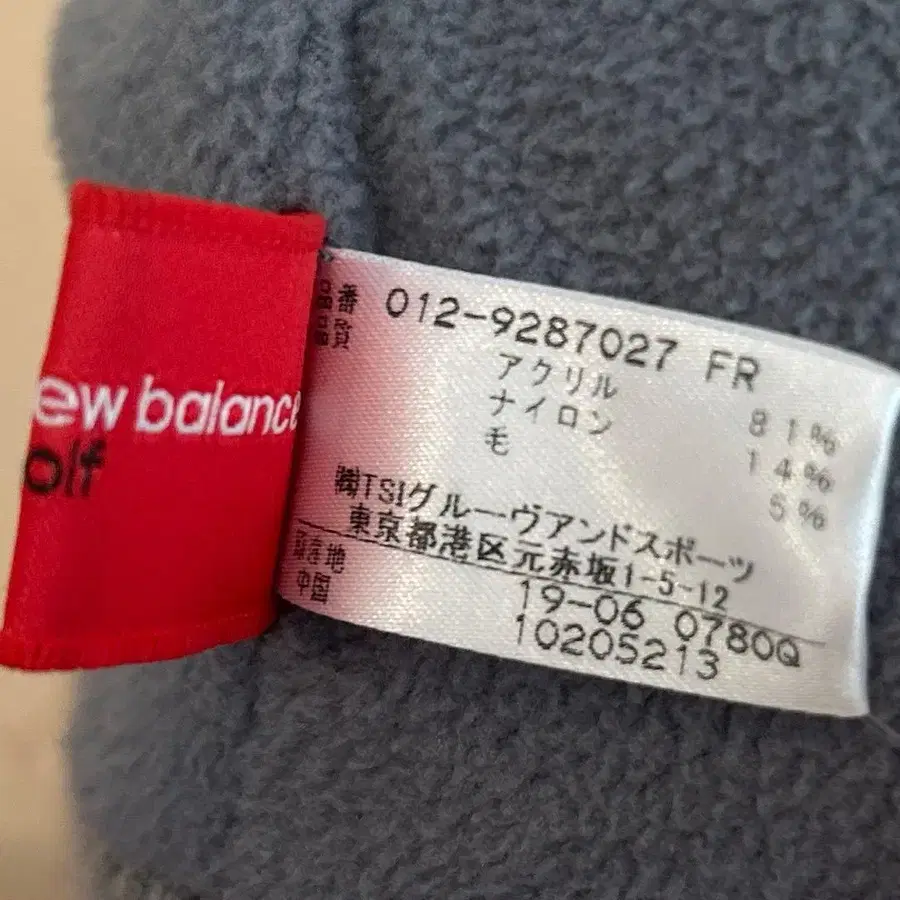 ew balance
olf
品番 012-9287027 FR
品質 アクリル 81%
ナイロン 14%
毛 5%
㈱TSIグルーヴアンドスポーツ
東京都港区元赤坂1-5-12
原産地 19-06 0780Q
中国 10205213